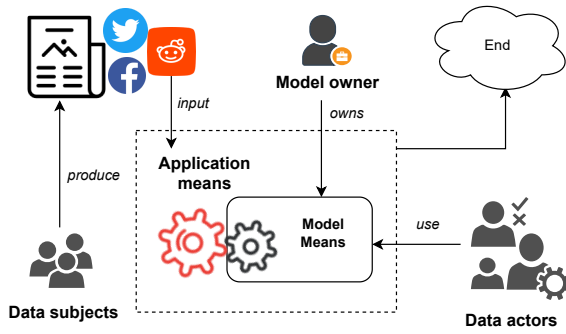 End
Model owner
input
owns
Application
means
produce
Model
Means
use
Data subjects
Data actors